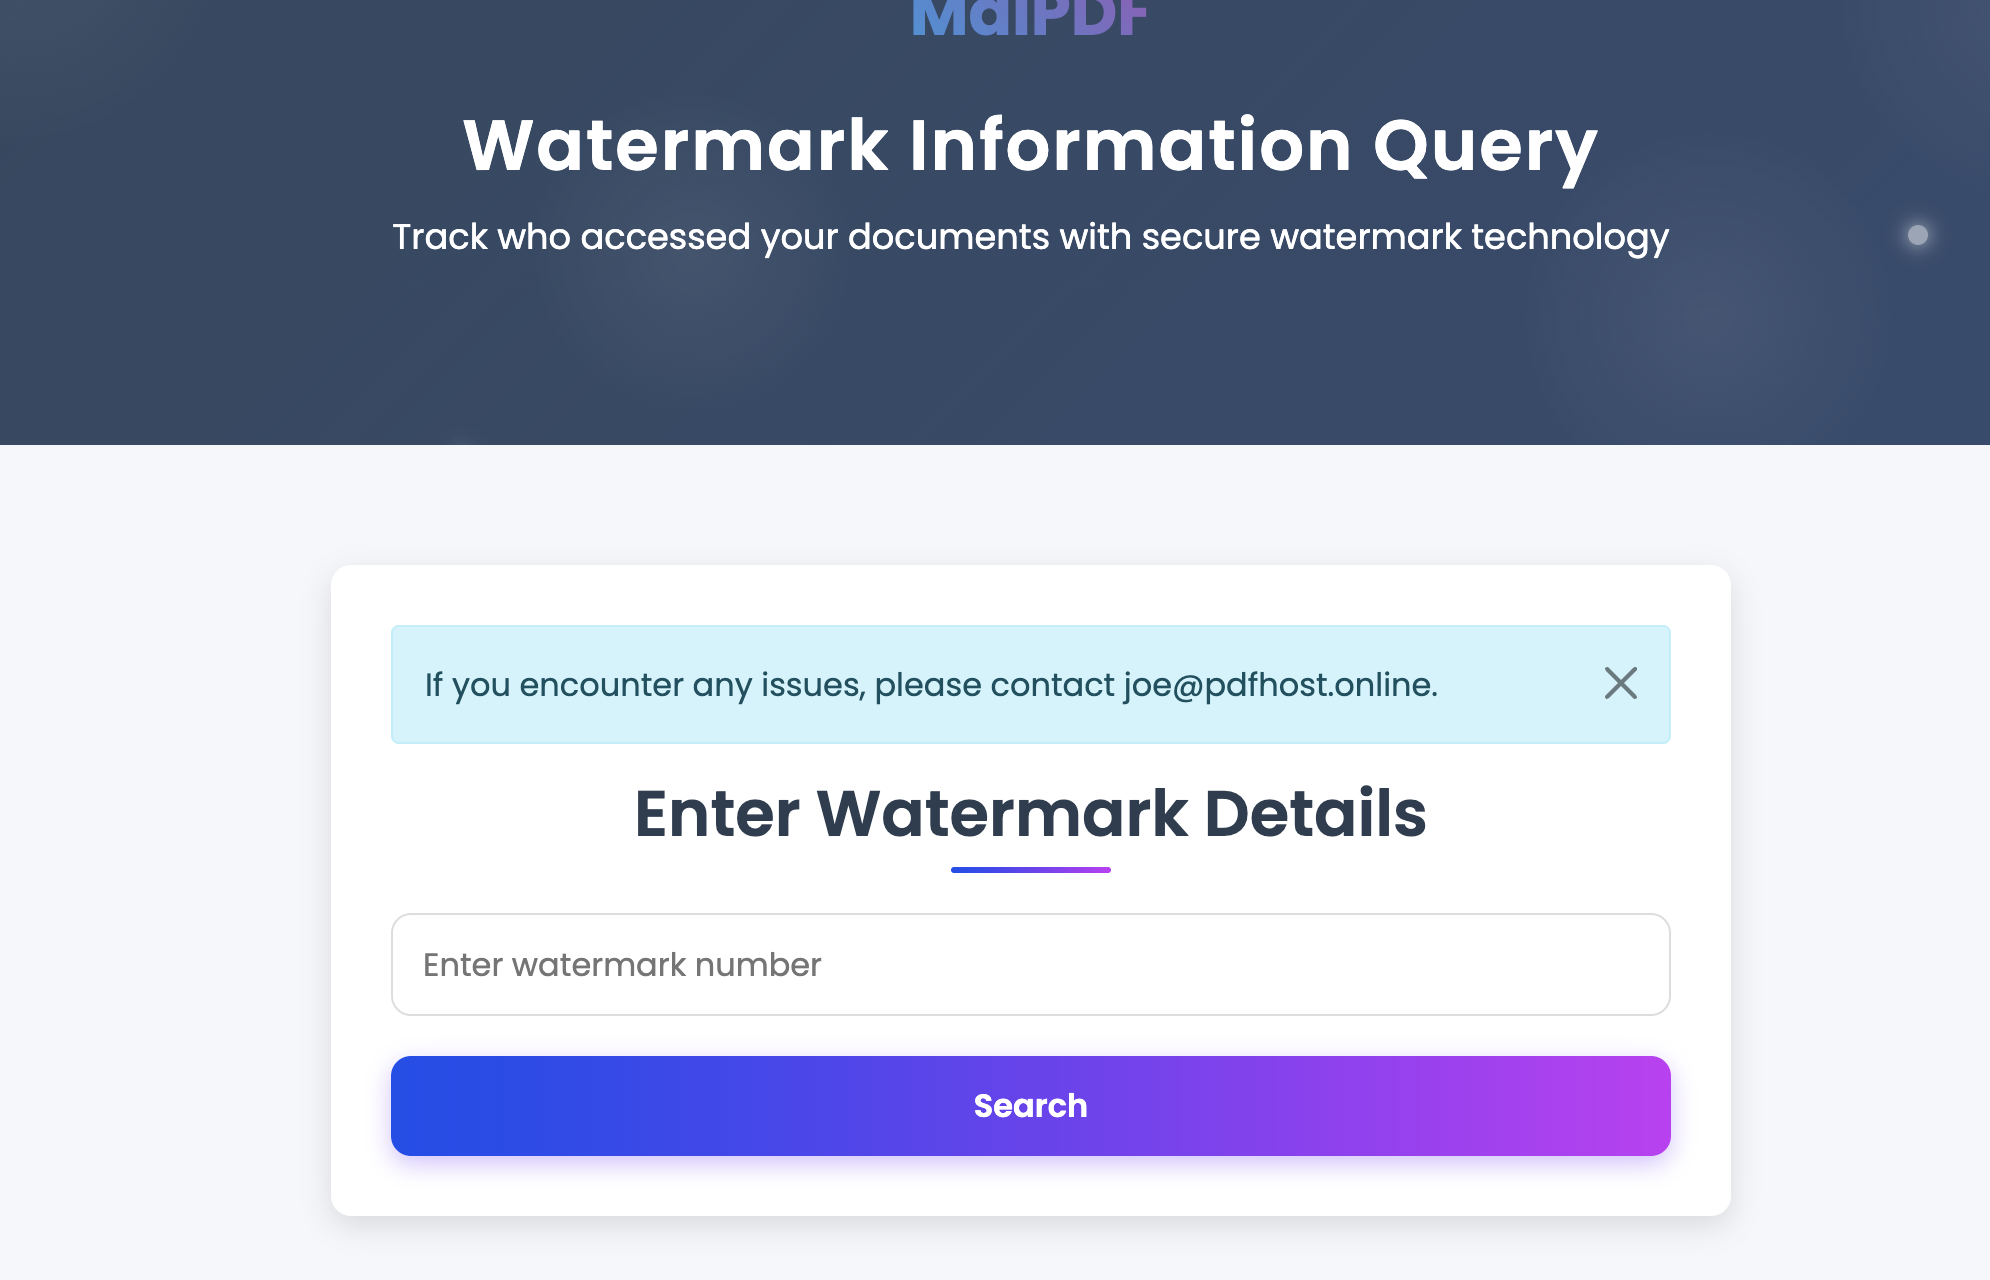 MaiPDF
Watermark Information Query
Track who accessed your documents with secure watermark technology
If you encounter any issues, please contact joe@pdfhost.online.
Enter Watermark Details
Enter watermark number
Search